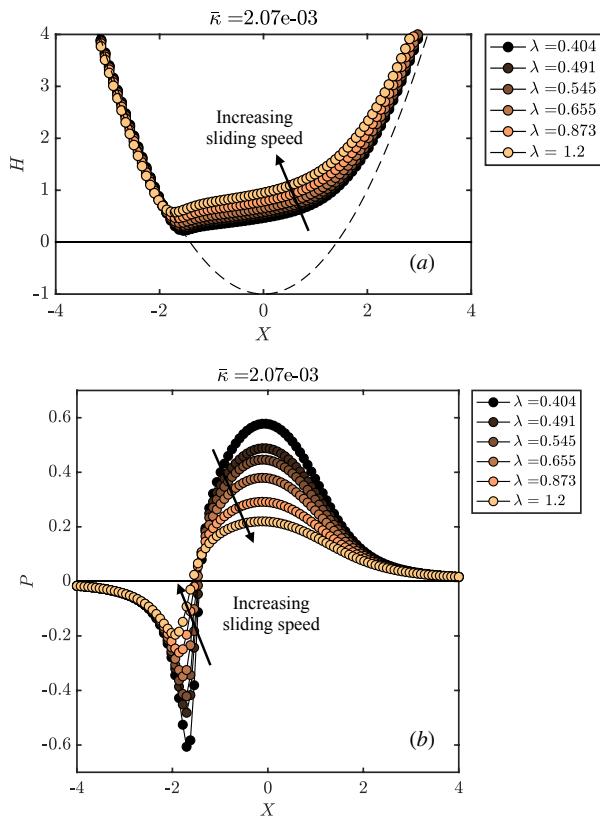 κ̄ =2.07e-03
4
3
2
1
0
-1
H
-4
-2
0
2
4
X
Increasing
sliding speed
(a)
λ =0.404
λ =0.491
λ =0.545
λ =0.655
λ =0.873
λ = 1.2
κ̄ =2.07e-03
0.6
0.4
0.2
0
-0.2
-0.4
-0.6
P
-4
-2
0
2
4
X
Increasing
sliding speed
(b)
λ =0.404
λ =0.491
λ =0.545
λ =0.655
λ =0.873
λ = 1.2